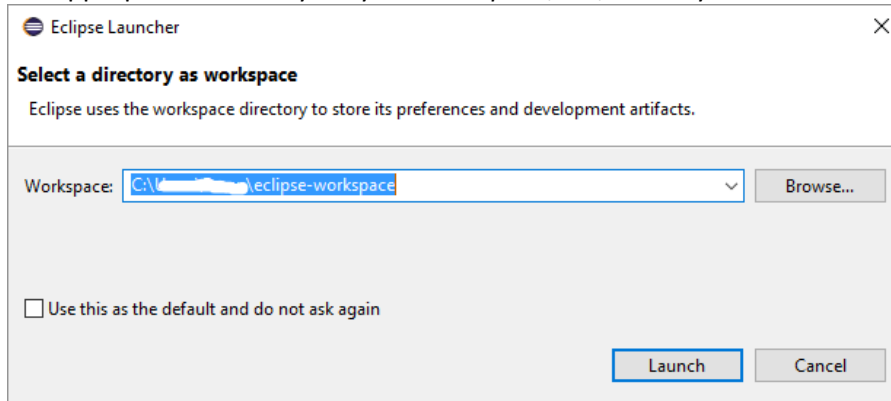 Eclipse Launcher
Select a directory as workspace
Eclipse uses the workspace directory to store its preferences and development artifacts.
Workspace: C:\ \eclipse-workspace Browse...
Use this as the default and do not ask again
Launch Cancel